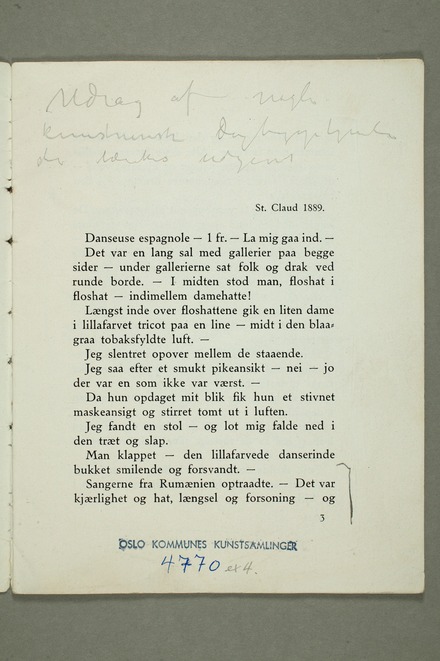 Udrag af
St. Claud 1889.
Danseuse espagnole — 1 fr. — La mig gaa ind. —
Det var en lang sal med gallerier paa begge
sider — under gallerierne sat folk og drak ved
runde borde. — I midten stod man, floshat i
floshat — indimellem damehatte!
Længst inde over floshattene gik en liten dame
i lillafarvet tricot paa en line — midt i den blaa-
graa tobaksfyldte luft. —
Jeg slentret opover mellem de staaende.
Jeg saa efter et smukt pikeansikt — nei — jo
der var en som ikke var værst. —
Da hun opdaget mit blik fik hun et stivnet
maskeansigt og stirret tomt ut i luften.
Jeg fandt en stol — og lot mig falde ned i
den træt og slap.
Man klappet — den lillafarvede danserinde
bukket smilende og forsvandt. —
Sangerne fra Rumænien optraadte. — Det var
kjærlighet og hat, længsel og forsoning — og
3
OSLO KOMMUNES KUNSTSAMLINGER
4770 ex 4.